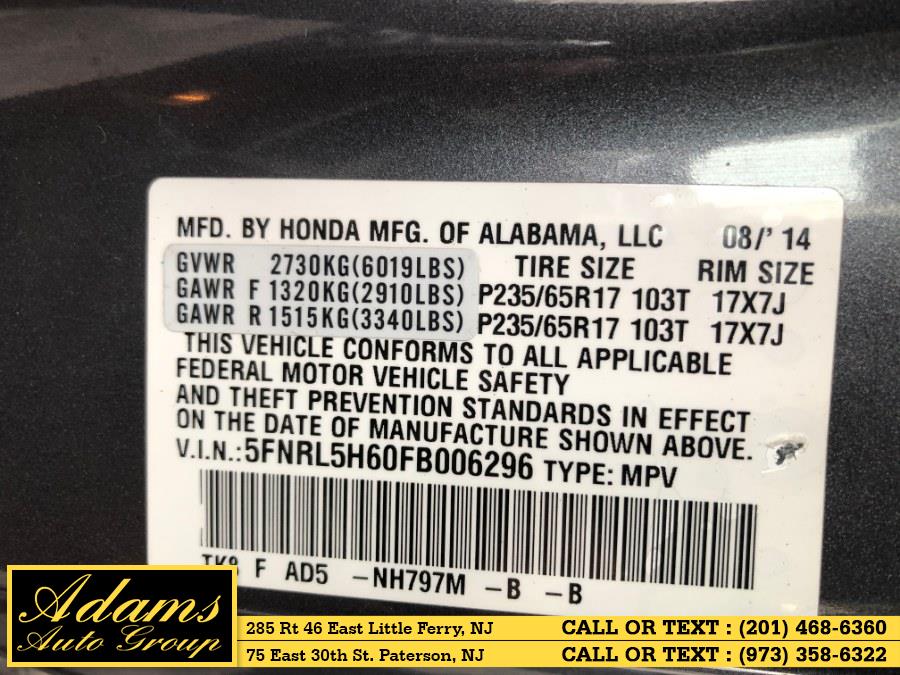 MFD. BY HONDA MFG. OF ALABAMA, LLC 08/' 14
GVWR 2730KG(6019LBS) TIRE SIZE RIM SIZE
GAWR F 1320KG(2910LBS) P235/65R17 103T 17X7J
GAWR R 1515KG(3340LBS) P235/65R17 103T 17X7J
THIS VEHICLE CONFORMS TO ALL APPLICABLE
FEDERAL MOTOR VEHICLE SAFETY
AND THEFT PREVENTION STANDARDS IN EFFECT
ON THE DATE OF MANUFACTURE SHOWN ABOVE.
V.I.N.:5FNRL5H60FB006296 TYPE: MPV
TK8 F AD5 -NH797M -B -B
Adams
Auto Group
285 Rt 46 East Little Ferry, NJ CALL OR TEXT : (201) 468-6360
75 East 30th St. Paterson, NJ CALL OR TEXT : (973) 358-6322